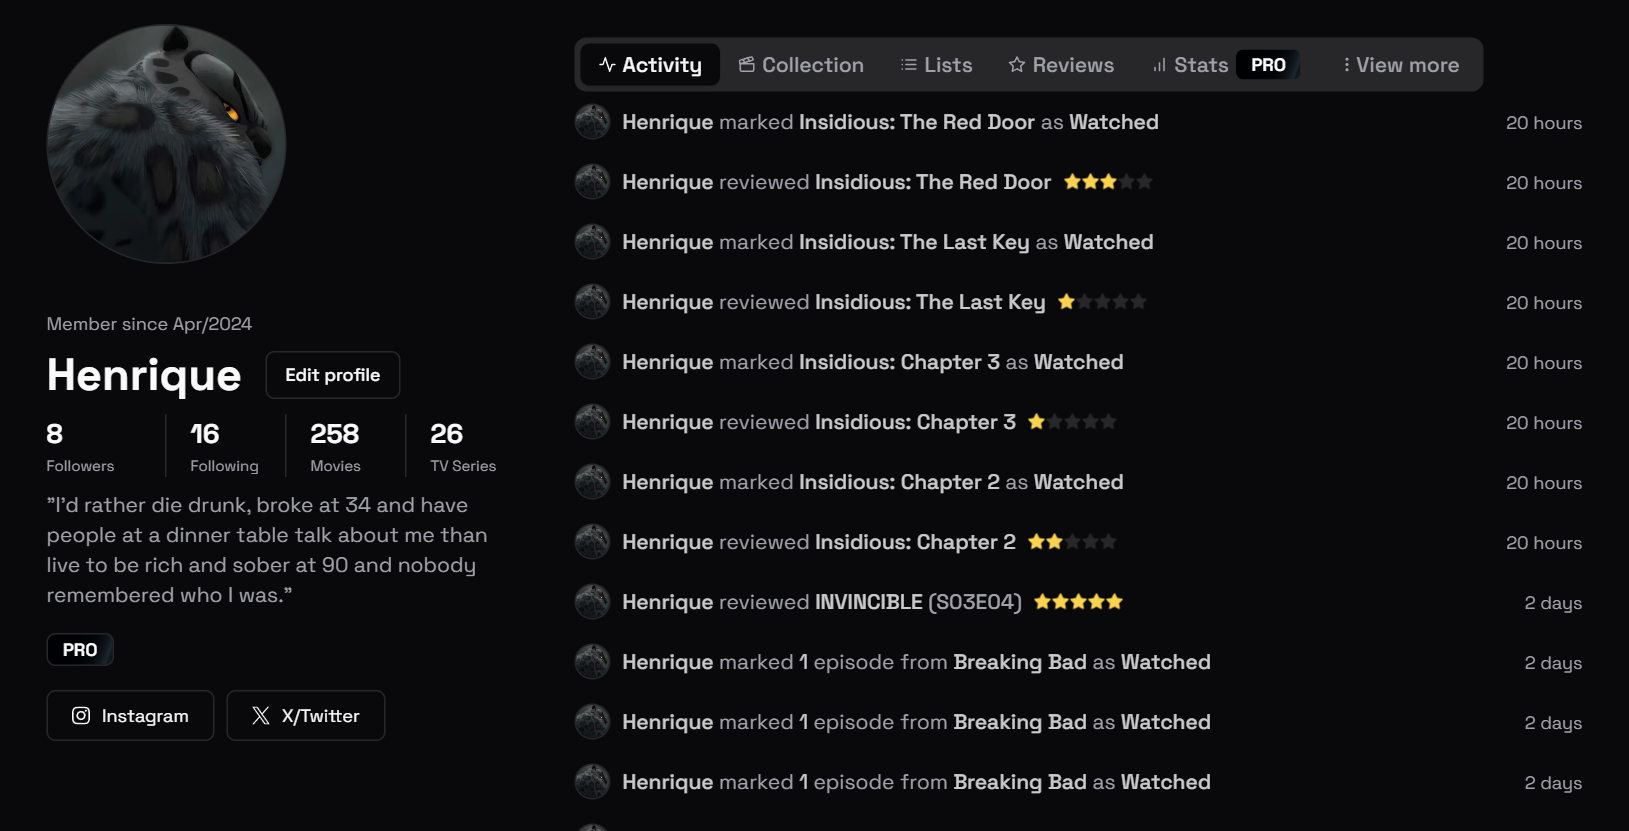 Member since Apr/2024
Henrique
Edit profile
8
Followers
16
Following
258
Movies
26
TV Series
"I'd rather die drunk, broke at 34 and have
people at a dinner table talk about me than
live to be rich and sober at 90 and nobody
remembered who I was."
PRO
Instagram
X/Twitter
Activity
Collection
Lists
Reviews
Stats PRO
View more
Henrique marked Insidious: The Red Door as Watched 20 hours
Henrique reviewed Insidious: The Red Door 20 hours
Henrique marked Insidious: The Last Key as Watched 20 hours
Henrique reviewed Insidious: The Last Key 20 hours
Henrique marked Insidious: Chapter 3 as Watched 20 hours
Henrique reviewed Insidious: Chapter 3 20 hours
Henrique marked Insidious: Chapter 2 as Watched 20 hours
Henrique reviewed Insidious: Chapter 2 20 hours
Henrique reviewed INVINCIBLE (S03E04) 2 days
Henrique marked 1 episode from Breaking Bad as Watched 2 days
Henrique marked 1 episode from Breaking Bad as Watched 2 days
Henrique marked 1 episode from Breaking Bad as Watched 2 days